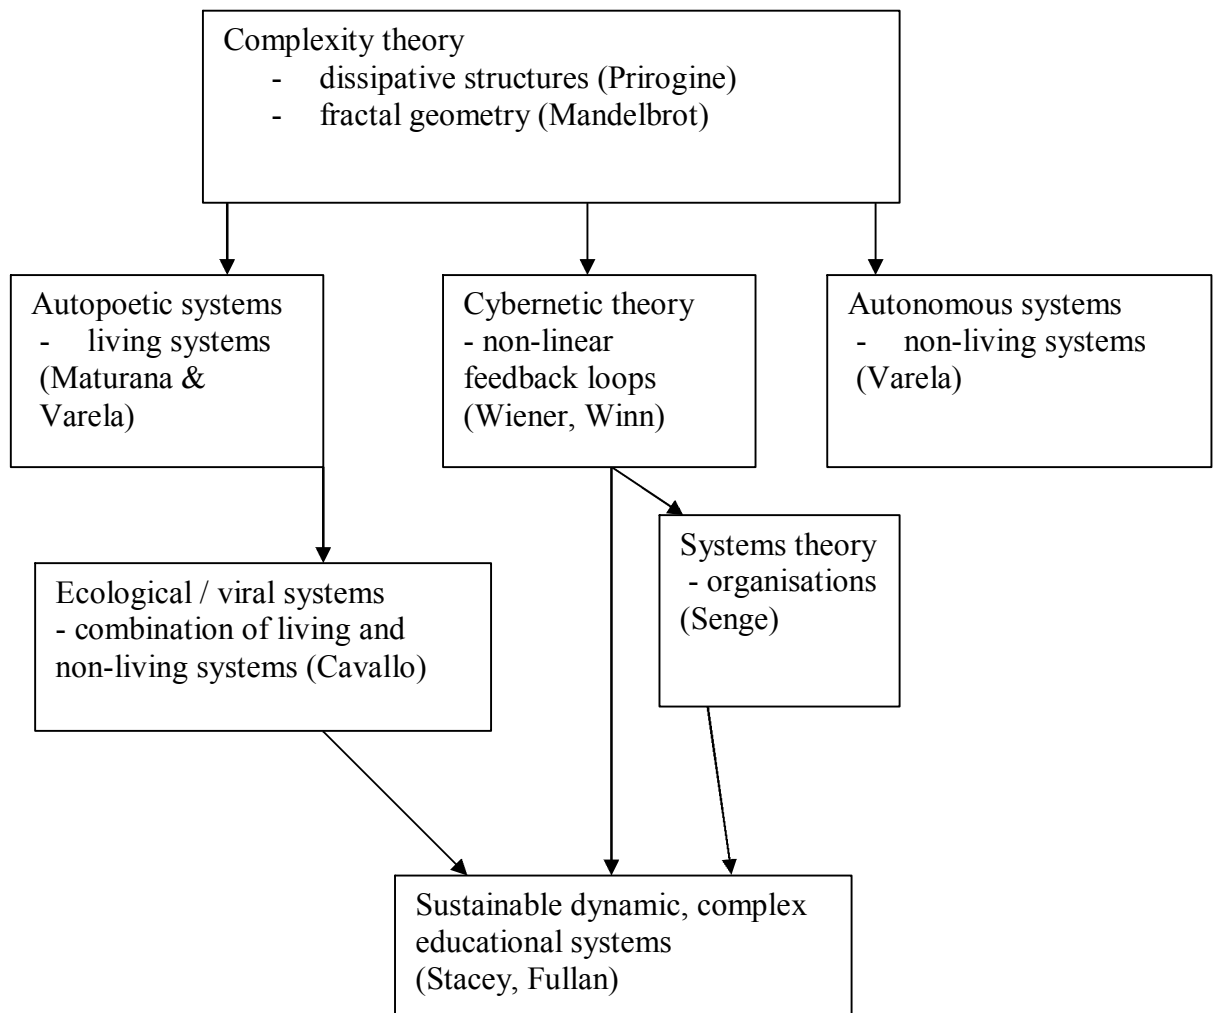 Complexity theory
- dissipative structures (Prirogine)
- fractal geometry (Mandelbrot)
Autopoetic systems
- living systems
(Maturana &
Varela)
Cybernetic theory
- non-linear
feedback loops
(Wiener, Winn)
Autonomous systems
- non-living systems
(Varela)
Systems theory
- organisations
(Senge)
Ecological / viral systems
- combination of living and
non-living systems (Cavallo)
Sustainable dynamic, complex
educational systems
(Stacey, Fullan)